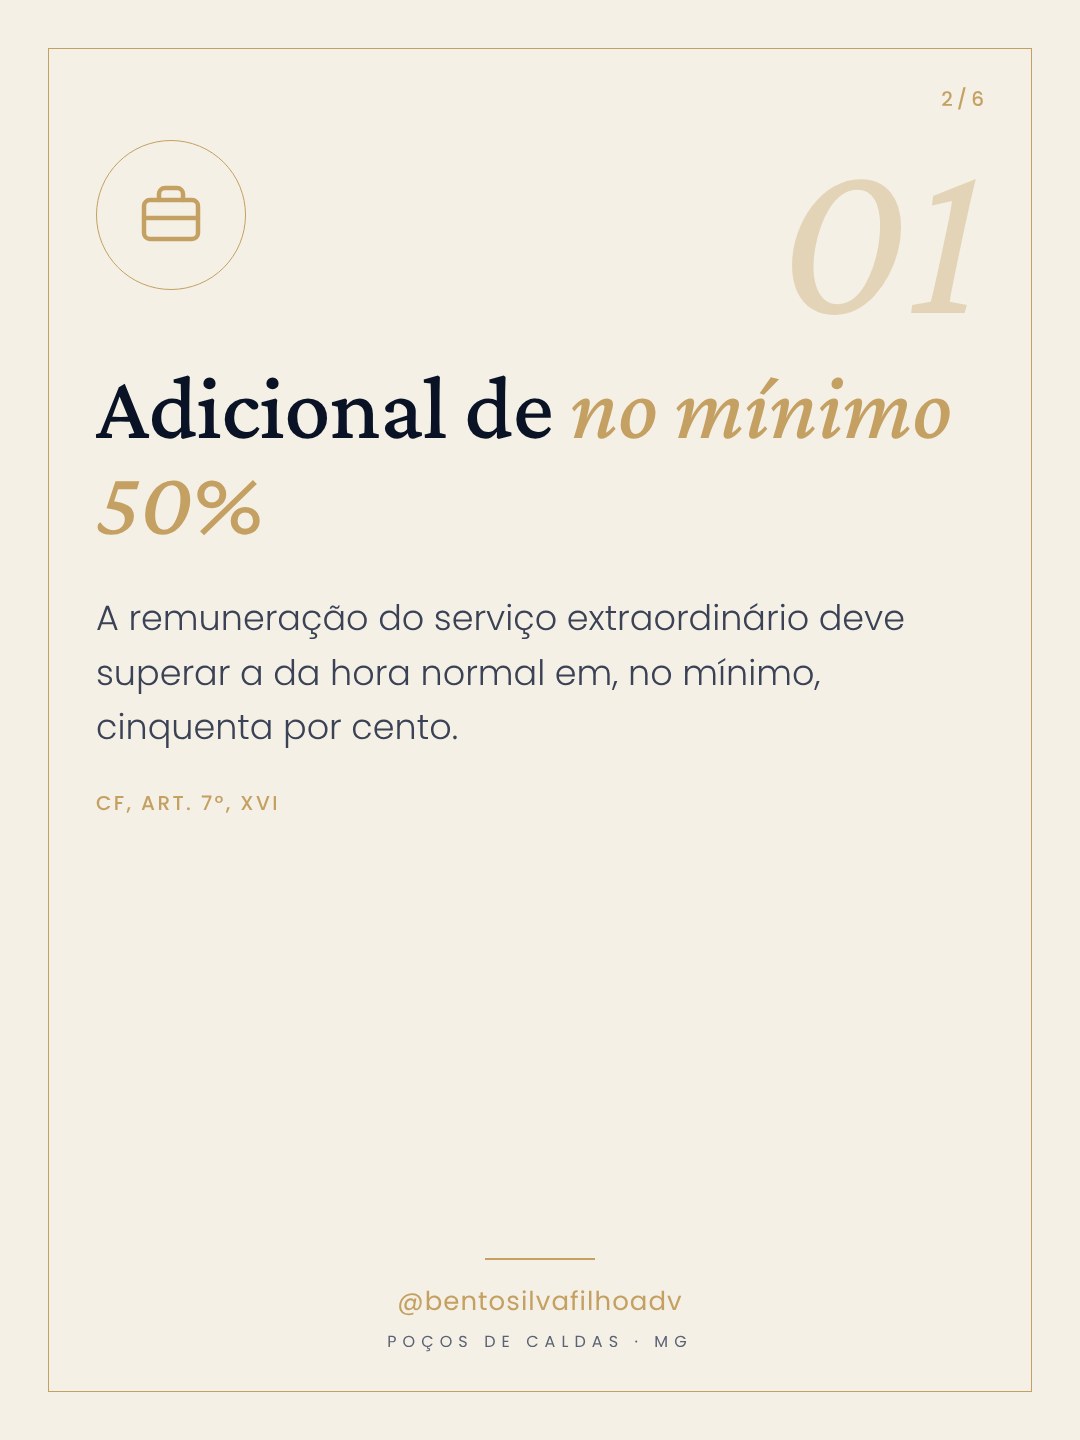 2 / 6
01
Adicional de no mínimo
50%
A remuneração do serviço extraordinário deve
superar a da hora normal em, no mínimo,
cinquenta por cento.
CF, ART. 7º, XVI
@bentosilvafilhoadv
POÇOS DE CALDAS · MG